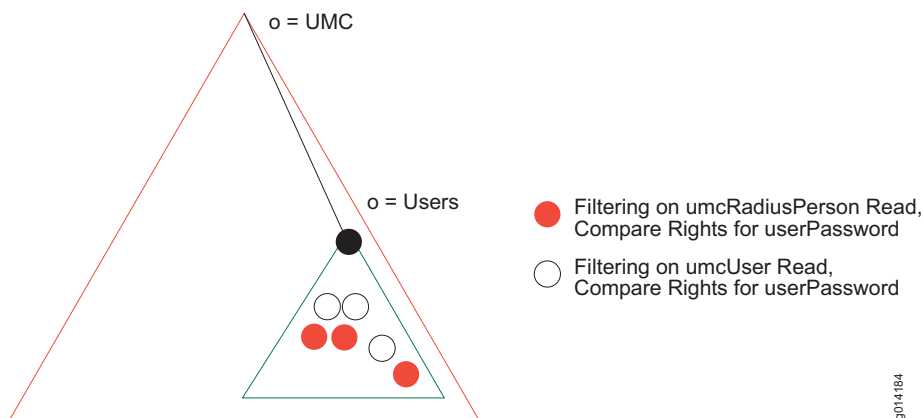 o = UMC
o = Users
Filtering on umcRadiusPerson Read,
Compare Rights for userPassword
Filtering on umcUser Read,
Compare Rights for userPassword
g014184